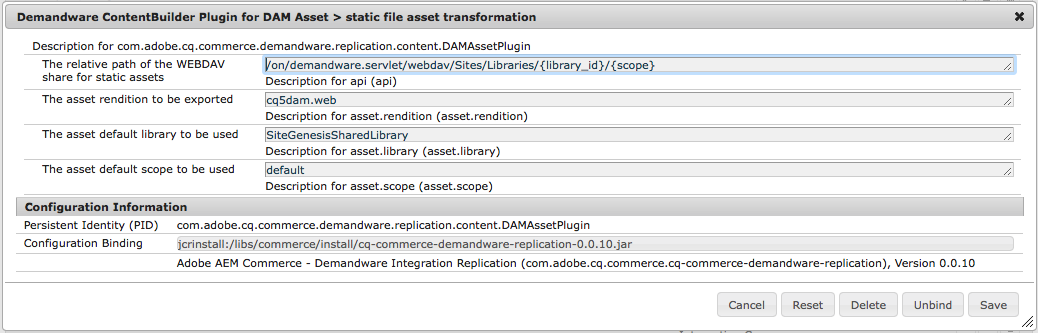 Demandware ContentBuilder Plugin for DAM Asset > static file asset transformation
Description for com.adobe.cq.commerce.demandware.replication.content.DAMAssetPlugin
The relative path of the WEBDAV share for static assets
/on/demandware.servlet/webdav/Sites/Libraries/{library_id}/{scope}
Description for api (api)
The asset rendition to be exported
cq5dam.web
Description for asset.rendition (asset.rendition)
The asset default library to be used
SiteGenesisSharedLibrary
Description for asset.library (asset.library)
The asset default scope to be used
default
Description for asset.scope (asset.scope)
Configuration Information
Persistent Identity (PID) com.adobe.cq.commerce.demandware.replication.content.DAMAssetPlugin
Configuration Binding jcrinstall:/libs/commerce/install/cq-commerce-demandware-replication-0.0.10.jar
Adobe AEM Commerce - Demandware Integration Replication (com.adobe.cq.commerce.cq-commerce-demandware-replication), Version 0.0.10
Cancel Reset Delete Unbind Save